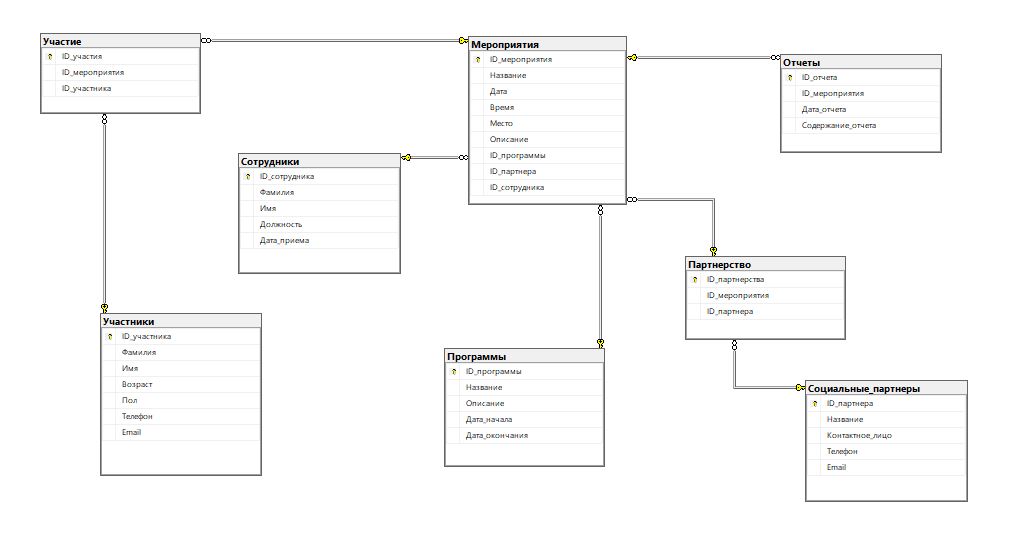 Участие
ID_участия
ID_мероприятия
ID_участника
Мероприятия
ID_мероприятия
Название
Дата
Время
Место
Описание
ID_программы
ID_партнера
ID_сотрудника
Отчеты
ID_отчета
ID_мероприятия
Дата_отчета
Содержание_отчета
Сотрудники
ID_сотрудника
Фамилия
Имя
Должность
Дата_приема
Партнерство
ID_партнерства
ID_мероприятия
ID_партнера
Участники
ID_участника
Фамилия
Имя
Возраст
Пол
Телефон
Email
Программы
ID_программы
Название
Описание
Дата_начала
Дата_окончания
Социальные_партнеры
ID_партнера
Название
Контактное_лицо
Телефон
Email